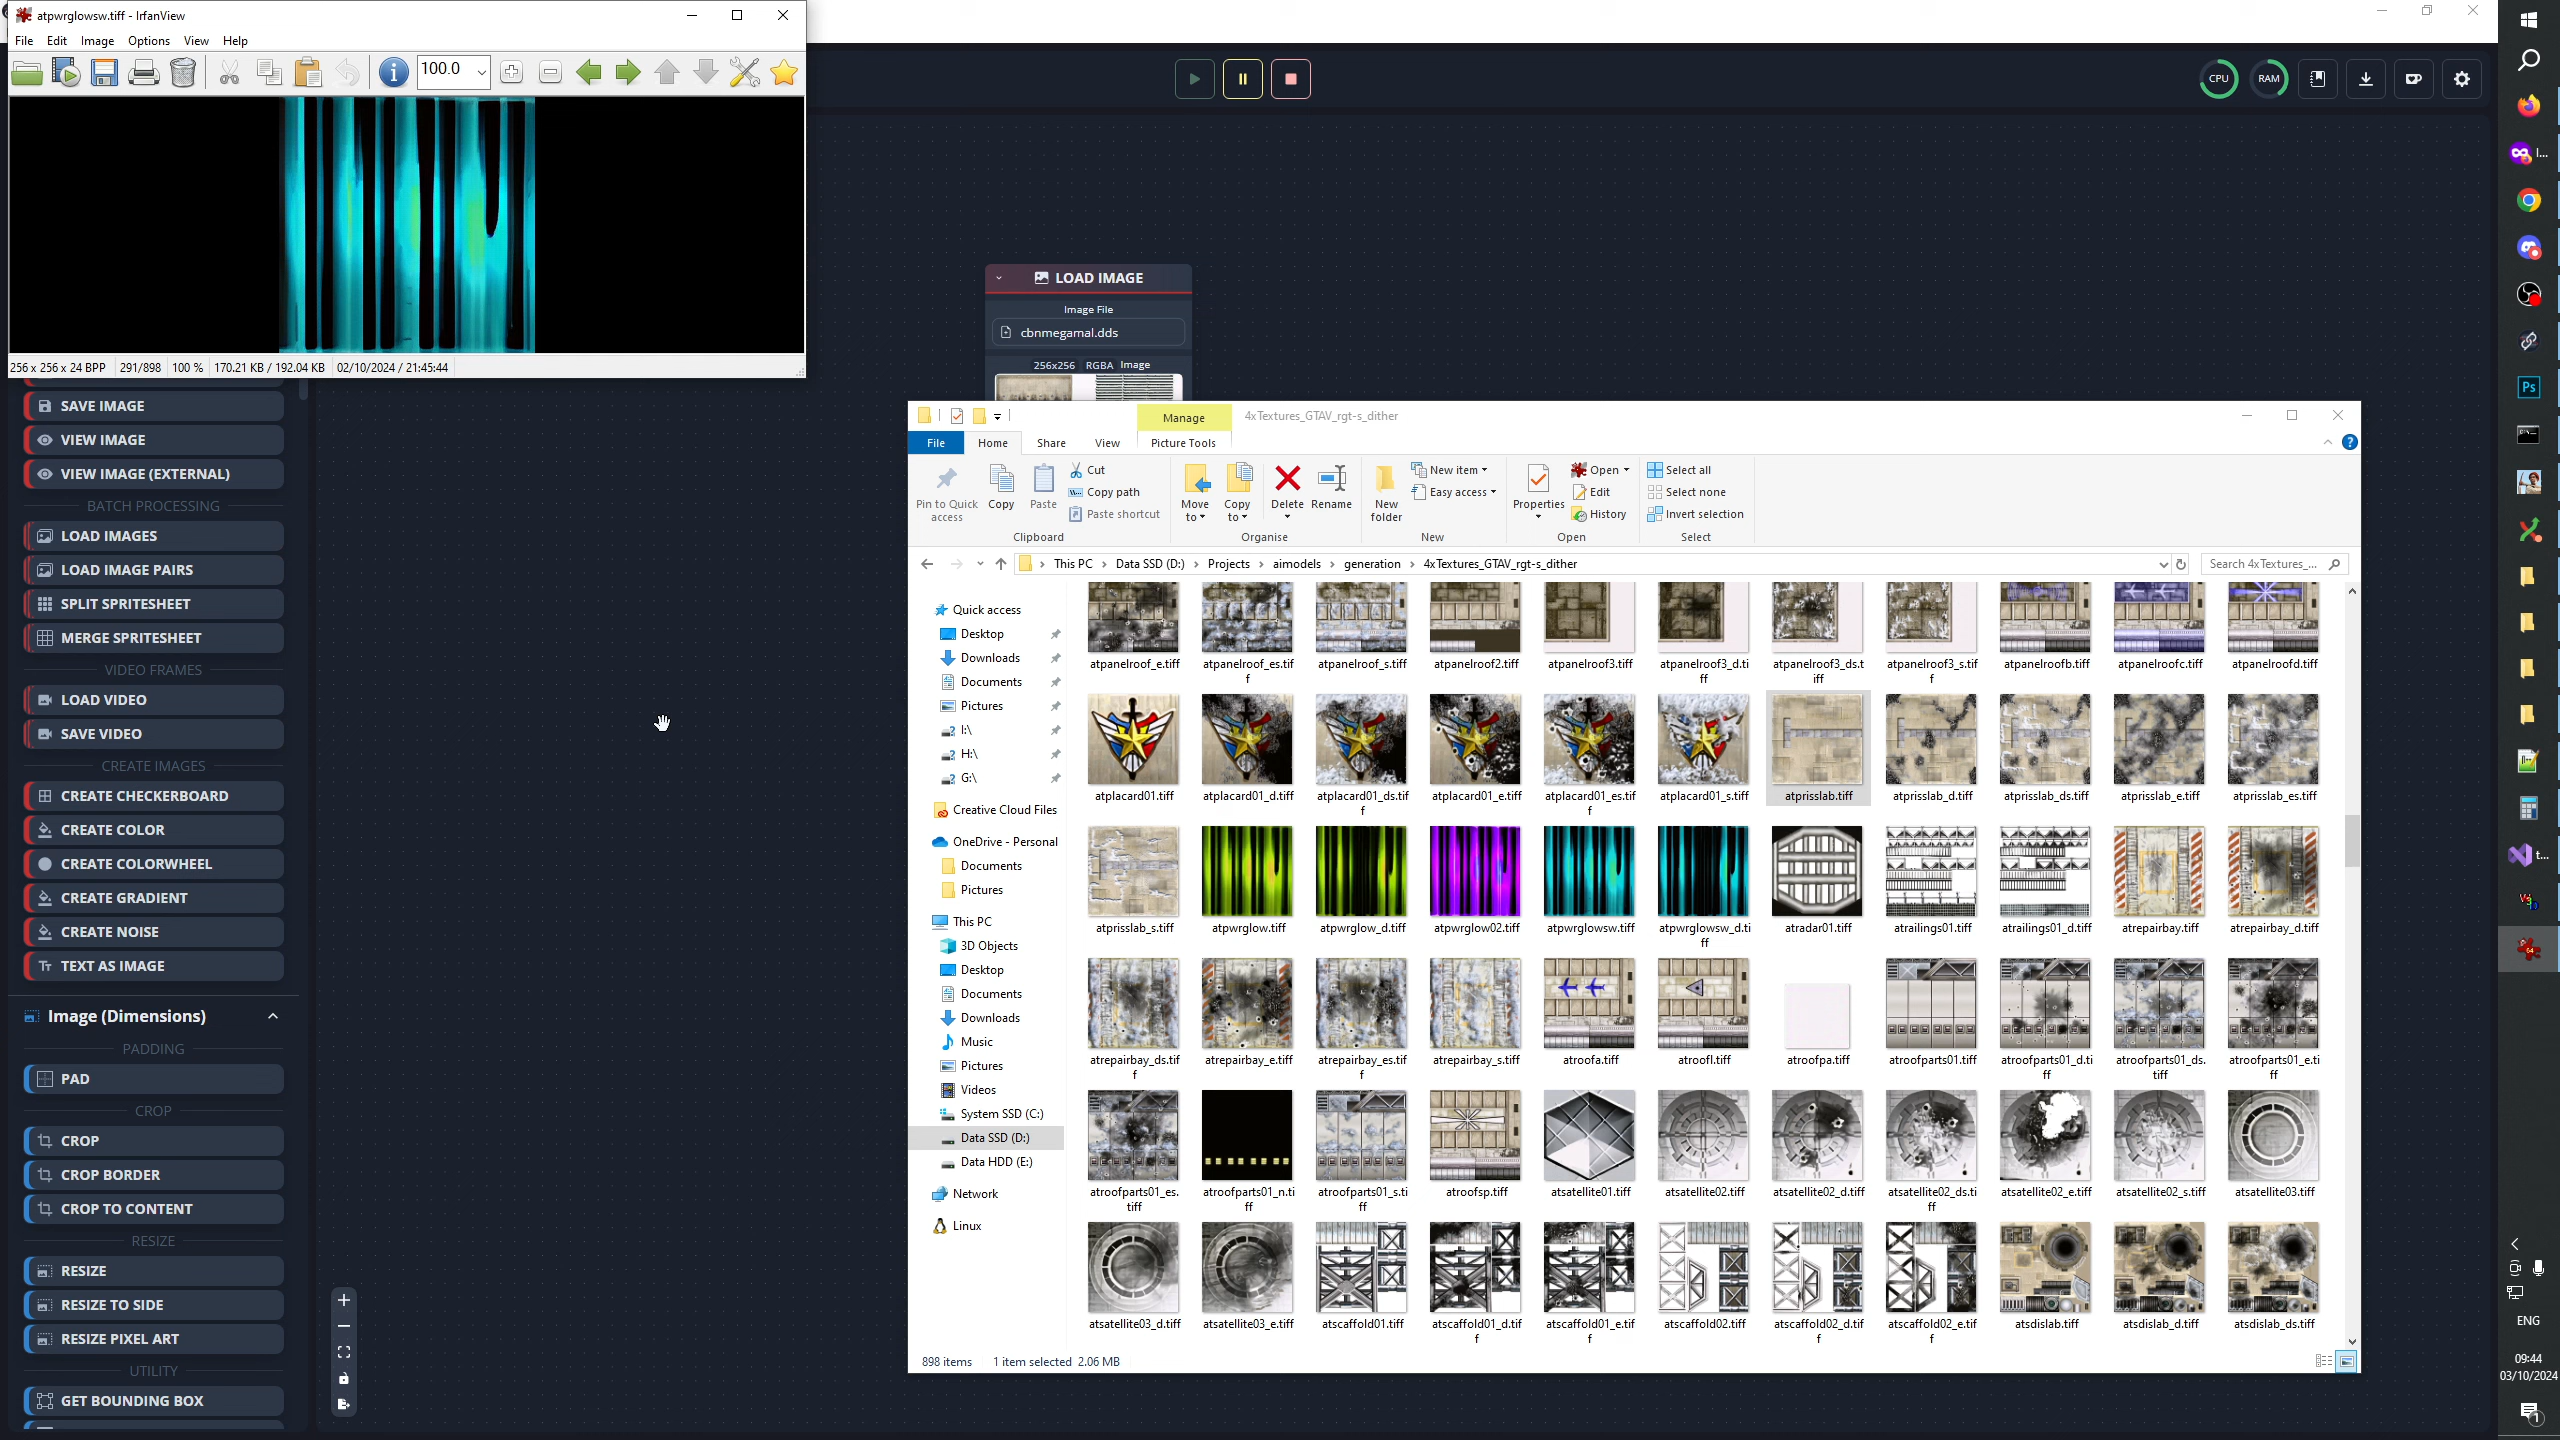 atpwrglowsw.tiff - IrfanView
File Edit Image Options View Help
100.0
256 x 256 x 24 BPP 291/898 100 % 170.21 KB / 192.04 KB 02/10/2024 / 21:45:44
CPU RAM
LOAD IMAGE
Image File
cbnmegamal.dds
256x256 RGBA Image
SAVE IMAGE
VIEW IMAGE
VIEW IMAGE (EXTERNAL)
BATCH PROCESSING
LOAD IMAGES
LOAD IMAGE PAIRS
SPLIT SPRITESHEET
MERGE SPRITESHEET
VIDEO FRAMES
LOAD VIDEO
SAVE VIDEO
CREATE IMAGES
CREATE CHECKERBOARD
CREATE COLOR
CREATE COLORWHEEL
CREATE GRADIENT
CREATE NOISE
TEXT AS IMAGE
Image (Dimensions)
PADDING
PAD
CROP
CROP
CROP BORDER
CROP TO CONTENT
RESIZE
RESIZE
RESIZE TO SIDE
RESIZE PIXEL ART
UTILITY
GET BOUNDING BOX
Manage 4xTextures_GTAV_rgt-s_dither
File Home Share View Picture Tools
Pin to Quick access
Copy
Paste
Cut
Copy path
Paste shortcut
Clipboard
Move to
Copy to
Delete
Rename
Organise
New folder
New item
Easy access
New
Properties
Open
Edit
History
Open
Select all
Select none
Invert selection
Select
This PC > Data SSD (D:) > Projects > aimodels > generation > 4xTextures_GTAV_rgt-s_dither
Search 4xTextures_...
Quick access
Desktop
Downloads
Documents
Pictures
I:\
H:\
G:\
Creative Cloud Files
OneDrive - Personal
Documents
Pictures
This PC
3D Objects
Desktop
Documents
Downloads
Music
Pictures
Videos
System SSD (C:)
Data SSD (D:)
Data HDD (E:)
Network
Linux
atpanelroof_e.tiff atpanelroof_es.tiff atpanelroof_s.tiff atpanelroof2.tiff atpanelroof3.tiff atpanelroof3_d.tiff atpanelroof3_ds.tiff atpanelroof3_s.tiff atpanelroofb.tiff atpanelroofc.tiff atpanelroofd.tiff
atplacard01.tiff atplacard01_d.tiff atplacard01_ds.tiff atplacard01_e.tiff atplacard01_es.tiff atplacard01_s.tiff atprisslab.tiff atprisslab_d.tiff atprisslab_ds.tiff atprisslab_e.tiff atprisslab_es.tiff
atprisslab_s.tiff atpwrglow.tiff atpwrglow_d.tiff atpwrglow02.tiff atpwrglowsw.tiff atpwrglowsw_d.tiff atradar01.tiff atrailings01.tiff atrailings01_d.tiff atrepairbay.tiff atrepairbay_d.tiff
atrepairbay_ds.tiff atrepairbay_e.tiff atrepairbay_es.tiff atrepairbay_s.tiff atroofa.tiff atroofl.tiff atroofpa.tiff atroofparts01.tiff atroofparts01_d.tiff atroofparts01_ds.tiff atroofparts01_e.tiff
atroofparts01_es.tiff atroofparts01_n.tiff atroofparts01_s.tiff atroofsp.tiff atsatellite01.tiff atsatellite02.tiff atsatellite02_d.tiff atsatellite02_ds.tiff atsatellite02_e.tiff atsatellite02_s.tiff atsatellite03.tiff
atsatellite03_d.tiff atsatellite03_e.tiff atscaffold01.tiff atscaffold01_d.tiff atscaffold01_e.tiff atscaffold02.tiff atscaffold02_d.tiff atscaffold02_e.tiff atsdislab.tiff atsdislab_d.tiff atsdislab_ds.tiff
898 items 1 item selected 2.06 MB
I...
Ps
t...
ENG
09:44
03/10/2024
1